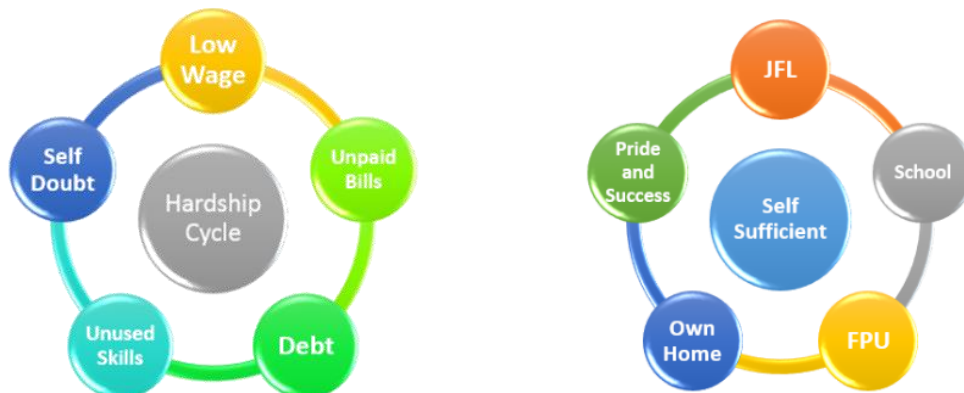 Low
Wage
Unpaid
Bills
Debt
Unused
Skills
Self
Doubt
Hardship
Cycle
JFL
School
FPU
Own
Home
Pride
and
Success
Self
Sufficient